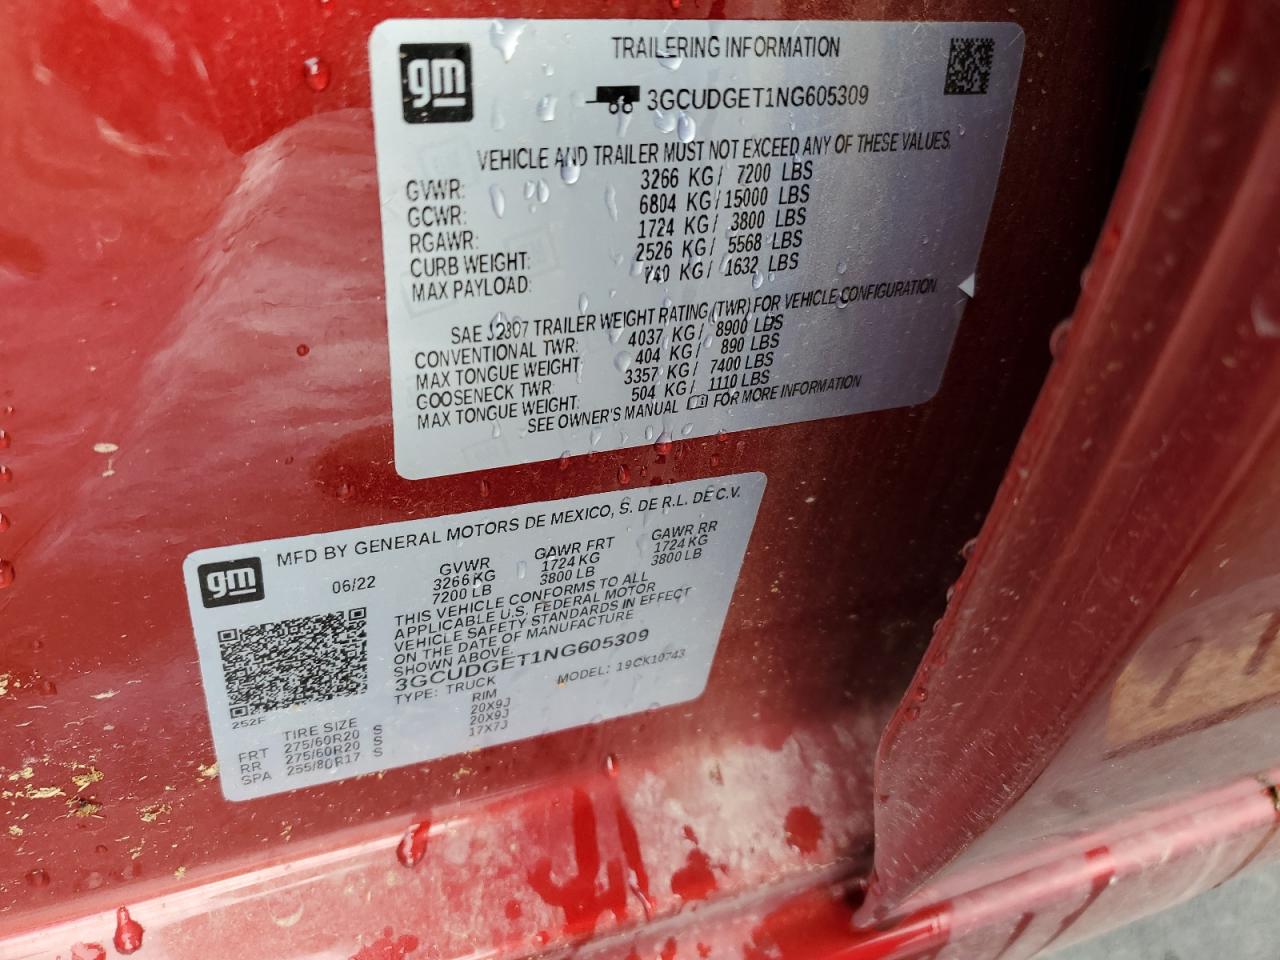 gm
TRAILERING INFORMATION
3GCUDGET1NG605309
VEHICLE AND TRAILER MUST NOT EXCEED ANY OF THESE VALUES.
GVWR: 3266 KG/ 7200 LBS
GCWR: 6804 KG/ 15000 LBS
RGAWR: 1724 KG/ 3800 LBS
CURB WEIGHT: 2526 KG/ 5568 LBS
MAX PAYLOAD: 740 KG/ 1632 LBS
SAE J2807 TRAILER WEIGHT RATING (TWR) FOR VEHICLE CONFIGURATION
CONVENTIONAL TWR: 4037 KG/ 8900 LBS
MAX TONGUE WEIGHT: 404 KG/ 890 LBS
GOOSENECK TWR: 3357 KG/ 7400 LBS
MAX TONGUE WEIGHT: 504 KG/ 1110 LBS
SEE OWNER'S MANUAL FOR MORE INFORMATION
gm
MFD BY GENERAL MOTORS DE MEXICO, S. DE R.L. DE C.V.
06/22
GVWR GAWR FRT GAWR RR
3266 KG 1724 KG 1724 KG
7200 LB 3800 LB 3800 LB
THIS VEHICLE CONFORMS TO ALL
APPLICABLE U.S. FEDERAL MOTOR
VEHICLE SAFETY STANDARDS IN EFFECT
ON THE DATE OF MANUFACTURE
SHOWN ABOVE.
3GCUDGET1NG605309
TYPE: TRUCK MODEL: 19CK10743
252F
TIRE SIZE RIM
FRT 275/60R20 S 20X9J
RR 275/60R20 S 20X9J
SPA 255/80R17 S 17X7J